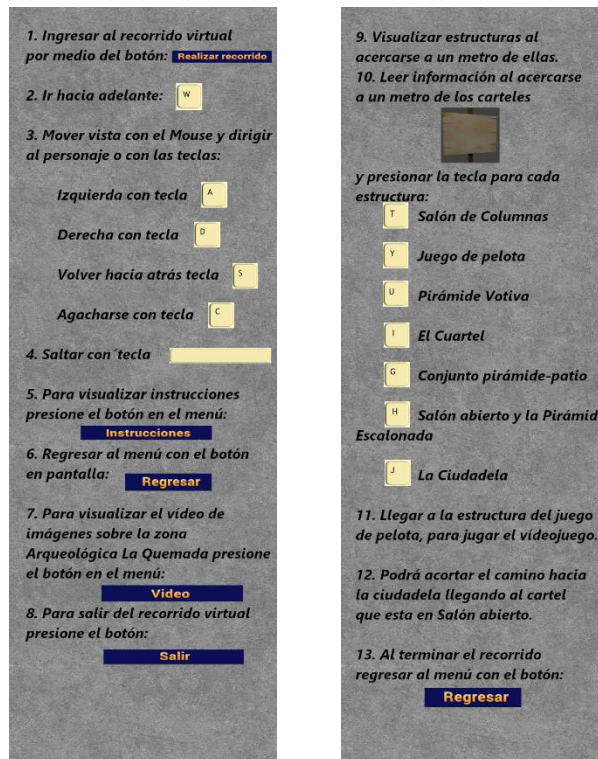 1. Ingresar al recorrido virtual
por medio del botón: Realizar recorrido
2. Ir hacia adelante: W
3. Mover vista con el Mouse y dirigir
al personaje o con las teclas:
Izquierda con tecla A
Derecha con tecla D
Volver hacia atrás tecla S
Agacharse con tecla C
4. Saltar con´tecla
5. Para visualizar instrucciones
presione el botón en el menú:
Instrucciones
6. Regresar al menú con el botón
en pantalla: Regresar
7. Para visualizar el vídeo de
imágenes sobre la zona
Arqueológica La Quemada presione
el botón en el menú:
Video
8. Para salir del recorrido virtual
presione el botón:
Salir
9. Visualizar estructuras al
acercarse a un metro de ellas.
10. Leer información al acercarse
a un metro de los carteles
y presionar la tecla para cada
estructura:
T Salón de Columnas
Y Juego de pelota
U Pirámide Votiva
I El Cuartel
G Conjunto pirámide-patio
H Salón abierto y la Pirámid
Escalonada
J La Ciudadela
11. Llegar a la estructura del juego
de pelota, para jugar el vídeojuego.
12. Podrá acortar el camino hacia
la ciudadela llegando al cartel
que esta en Salón abierto.
13. Al terminar el recorrido
regresar al menú con el botón:
Regresar